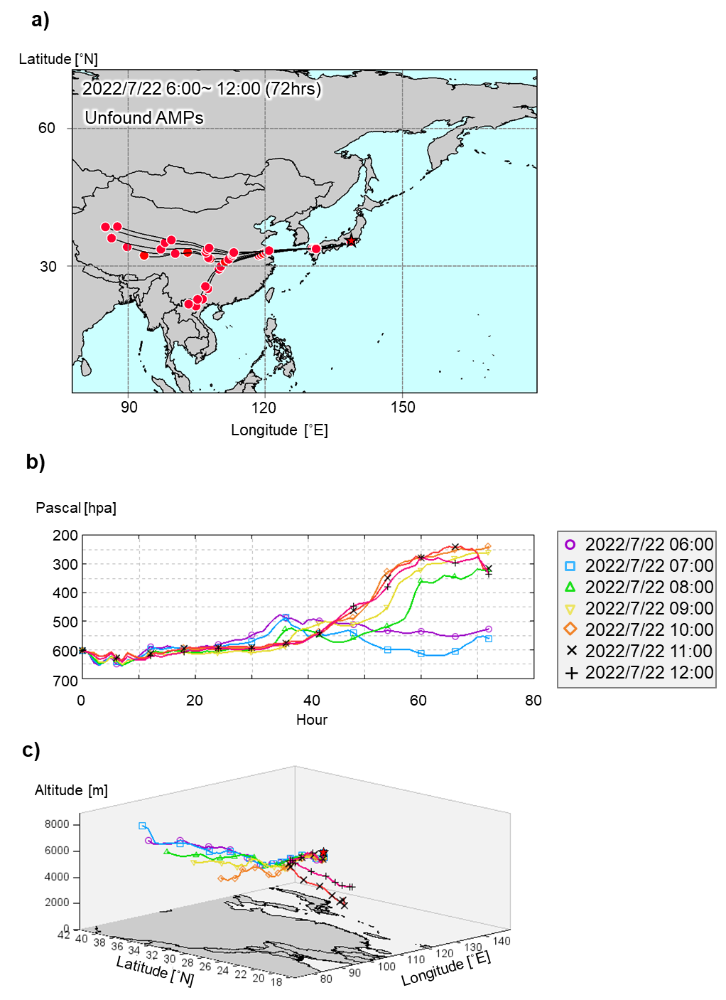 a)
Latitude [˚N]
2022/7/22 6:00~ 12:00 (72hrs)
Unfound AMPs
60
30
90 120 150
Longitude [˚E]
b)
Pascal [hpa]
200
300
400
500
600
700
0 20 40 60 80
Hour
2022/7/22 06:00
2022/7/22 07:00
2022/7/22 08:00
2022/7/22 09:00
2022/7/22 10:00
2022/7/22 11:00
2022/7/22 12:00
c)
Altitude [m]
8000
6000
4000
2000
0
42 40 38 36 34 32 30 28 26 24 22 20 18
Latitude [˚N]
80 90 100 110 120 130 140
Longitude [˚E]